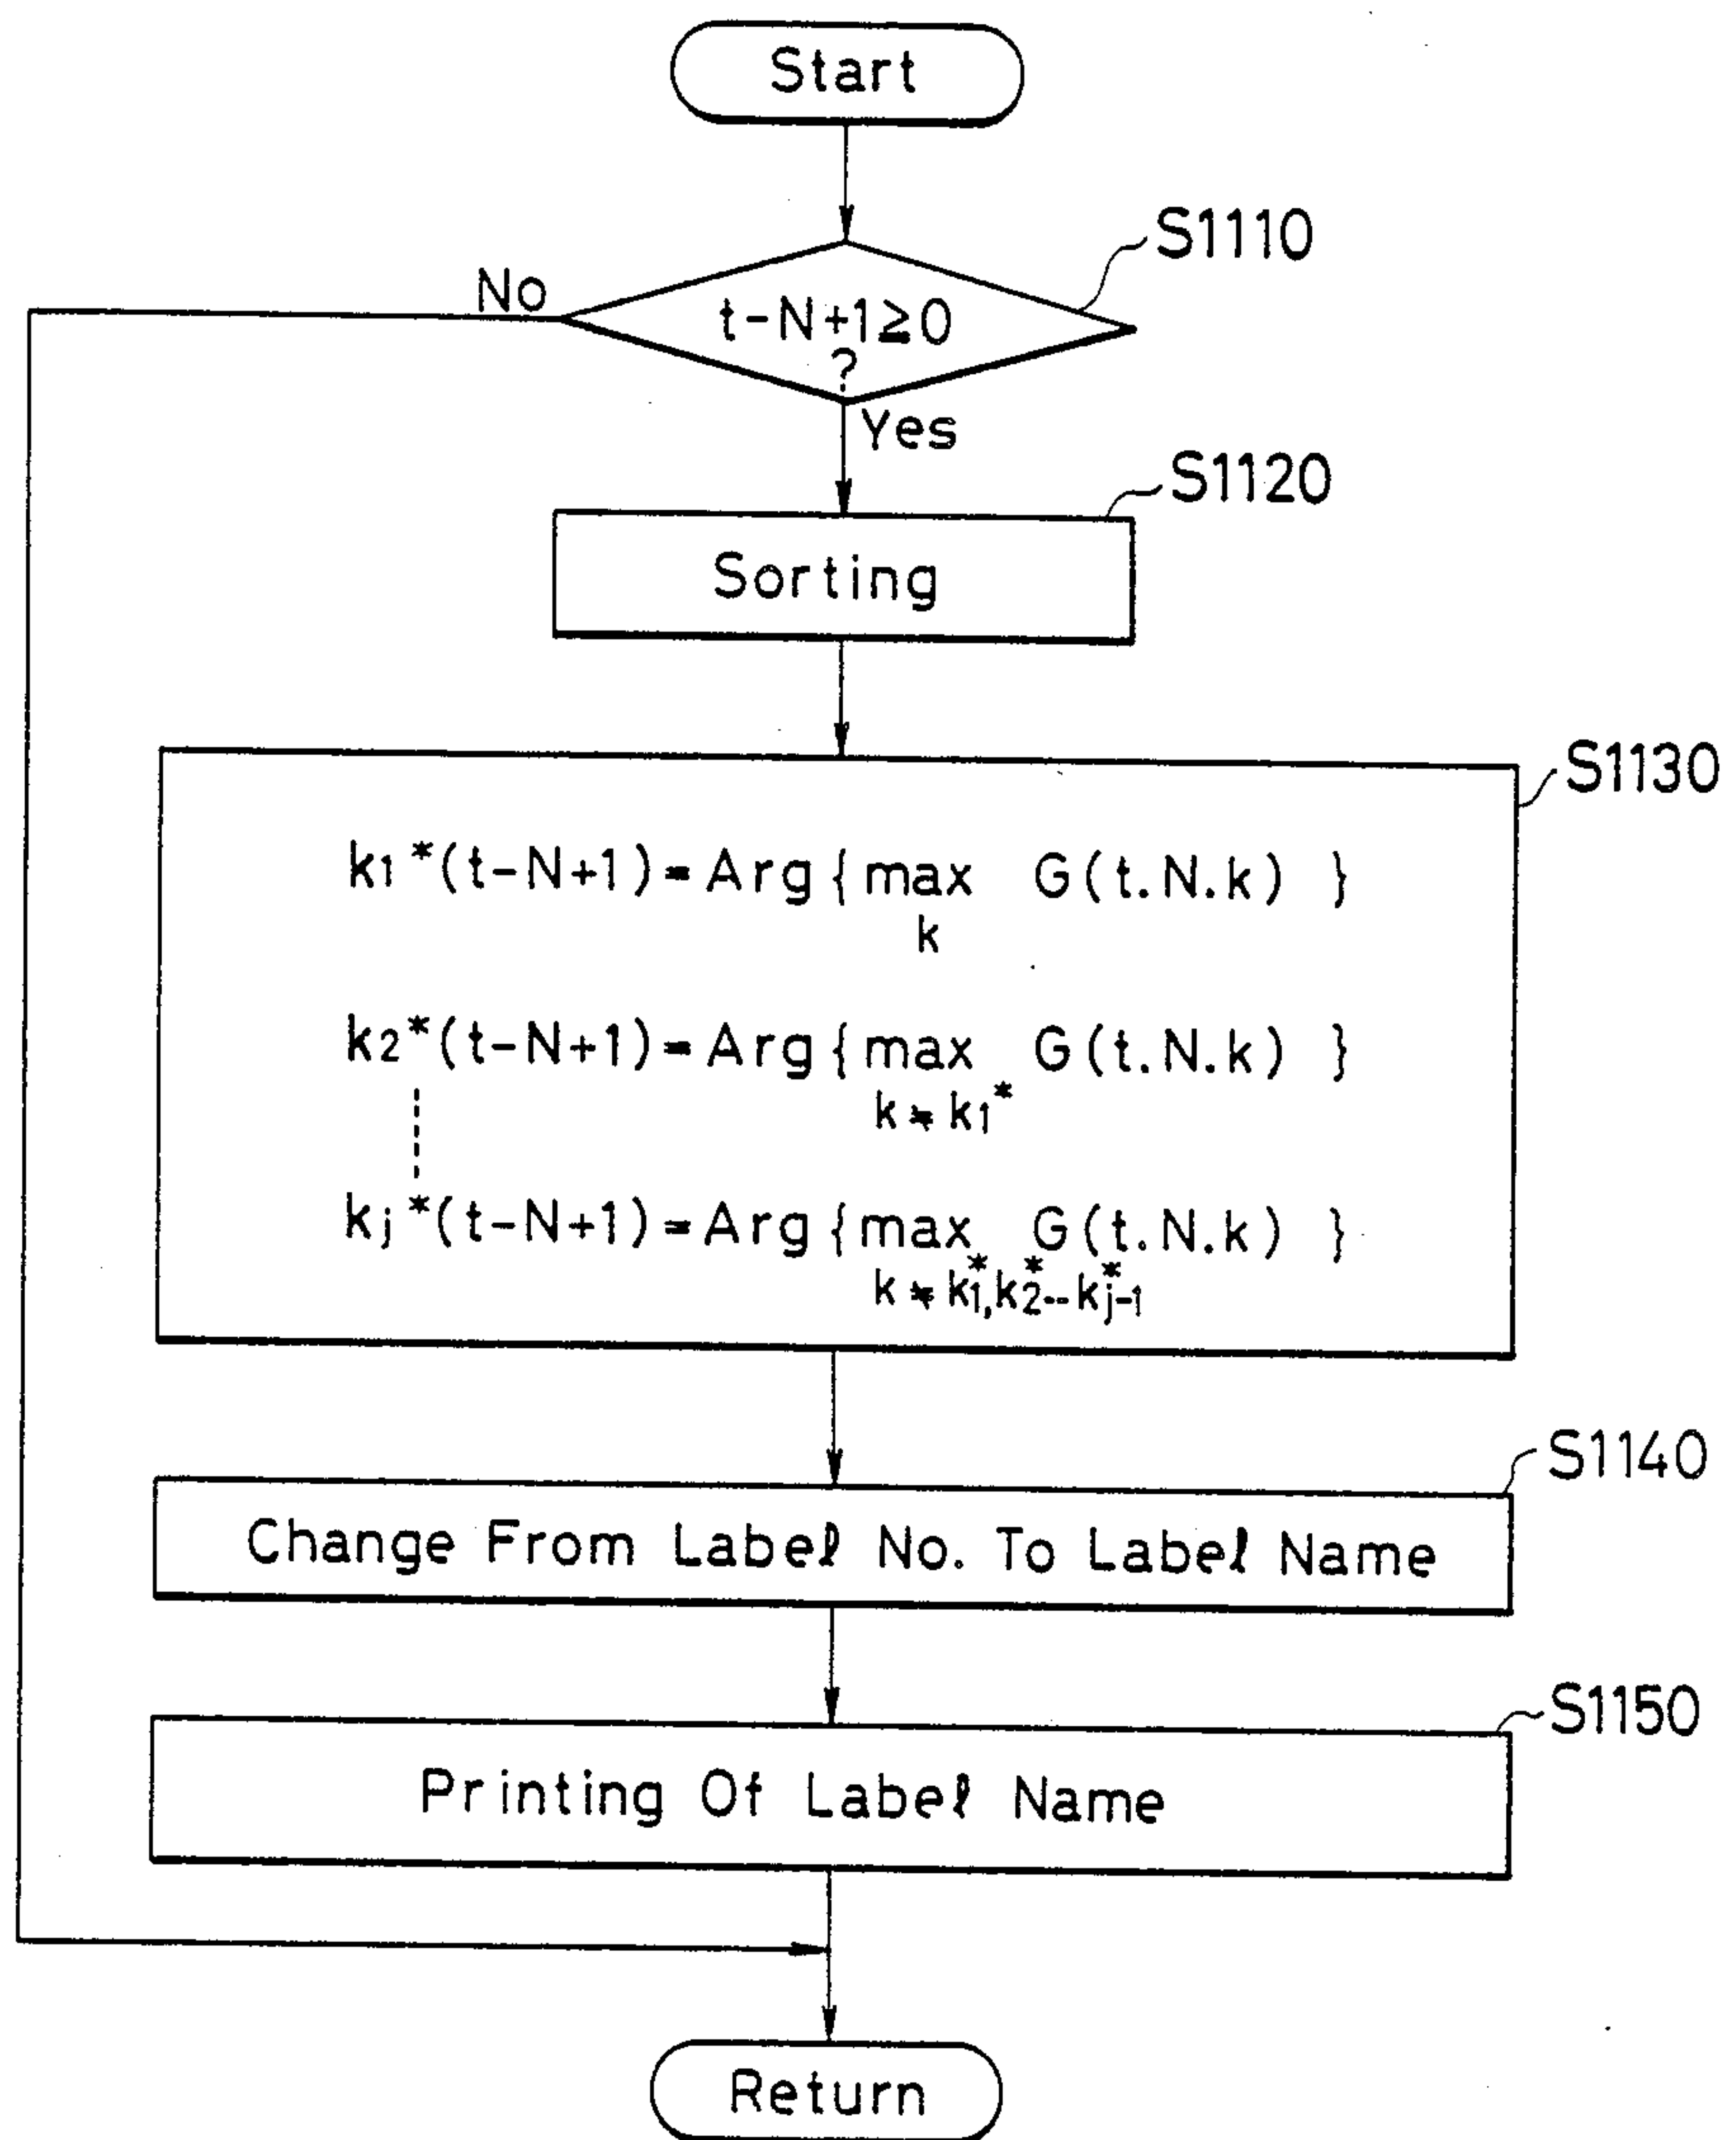 Start
S1110
No
t-N+1≧0
?
Yes
S1120
Sorting
S1130
k1*(t-N+1)=Arg{max G(t.N.k) }
k
k2*(t-N+1)=Arg{max G(t.N.k) }
k≠k1*
kj*(t-N+1)=Arg{max G(t.N.k) }
k≠k1*,k2*--kj-1*
S1140
Change From Label No. To Label Name
S1150
Printing Of Label Name
Return